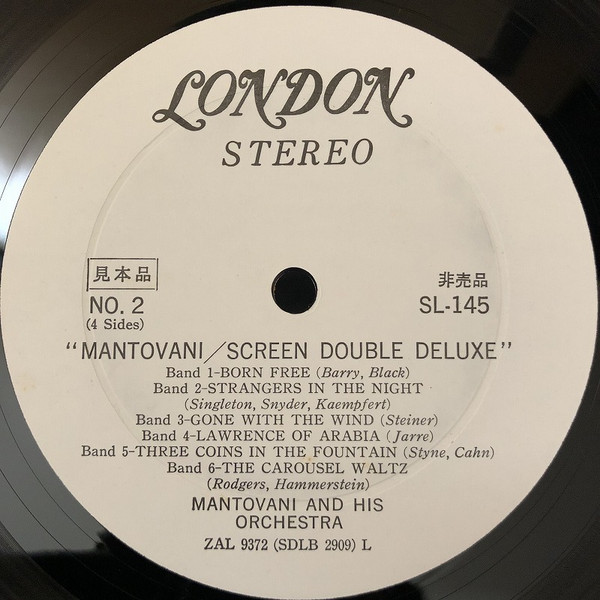 LONDON
STEREO
見本品 非売品
NO. 2 SL-145
(4 Sides)
"MANTOVANI/SCREEN DOUBLE DELUXE"
Band 1-BORN FREE (Barry, Black)
Band 2-STRANGERS IN THE NIGHT
(Singleton, Snyder, Kaempfert)
Band 3-GONE WITH THE WIND (Steiner)
Band 4-LAWRENCE OF ARABIA (Jarre)
Band 5-THREE COINS IN THE FOUNTAIN (Styne, Cahn)
Band 6-THE CAROUSEL WALTZ
(Rodgers, Hammerstein)
MANTOVANI AND HIS
ORCHESTRA
ZAL 9372 (SDLB 2909) L